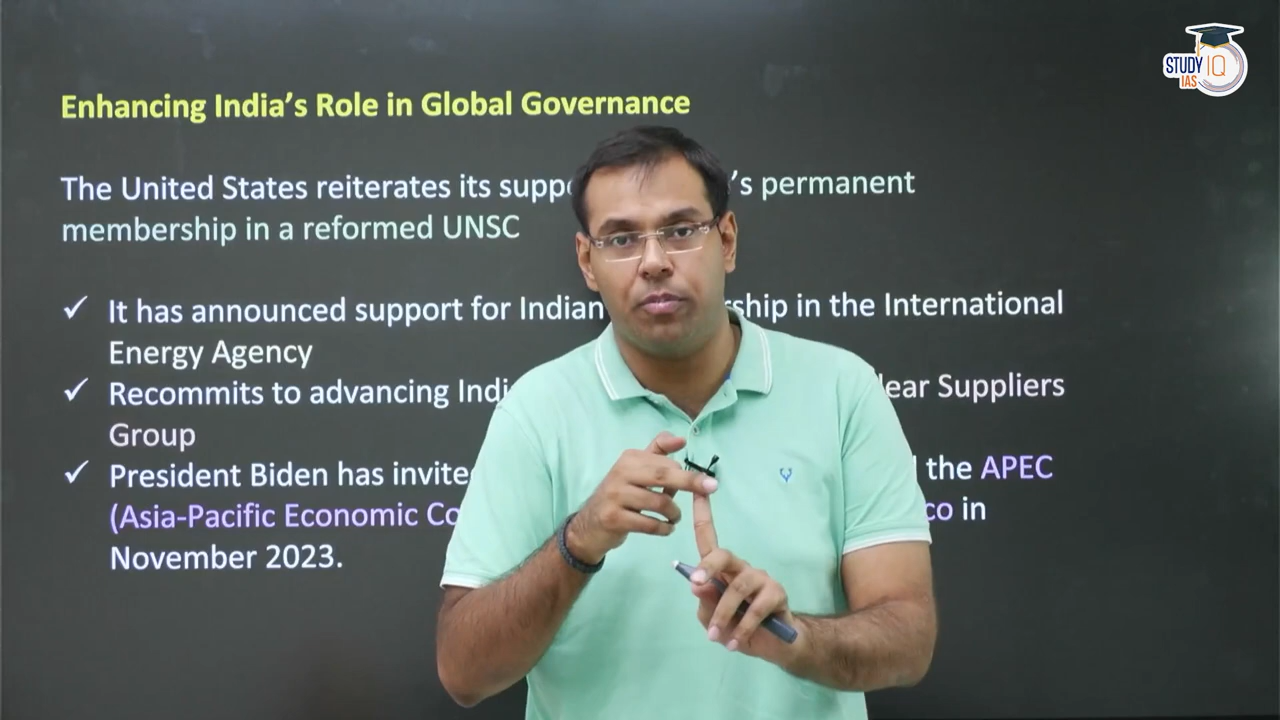 STUDY IQ
IAS
Enhancing India's Role in Global Governance
The United States reiterates its supp 's permanent
membership in a reformed UNSC
✓ It has announced support for Indian ship in the International
Energy Agency
✓ Recommits to advancing Indi lear Suppliers
Group
✓ President Biden has invite the APEC
(Asia-Pacific Economic Co co in
November 2023.